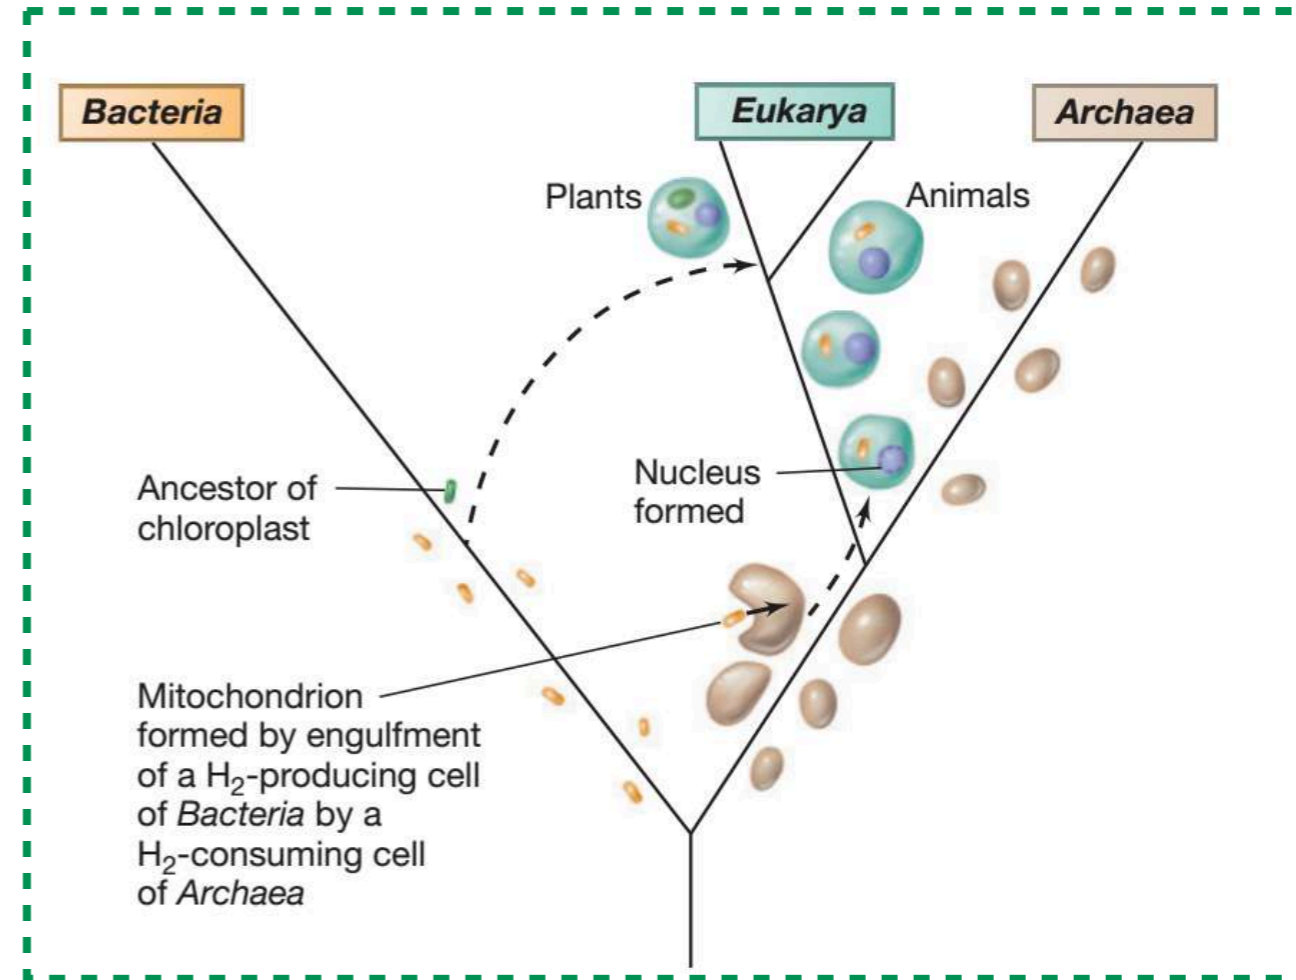 Bacteria
Eukarya
Archaea
Plants
Animals
Ancestor of
chloroplast
Nucleus
formed
Mitochondrion
formed by engulfment
of a H₂-producing cell
of Bacteria by a
H₂-consuming cell
of Archaea